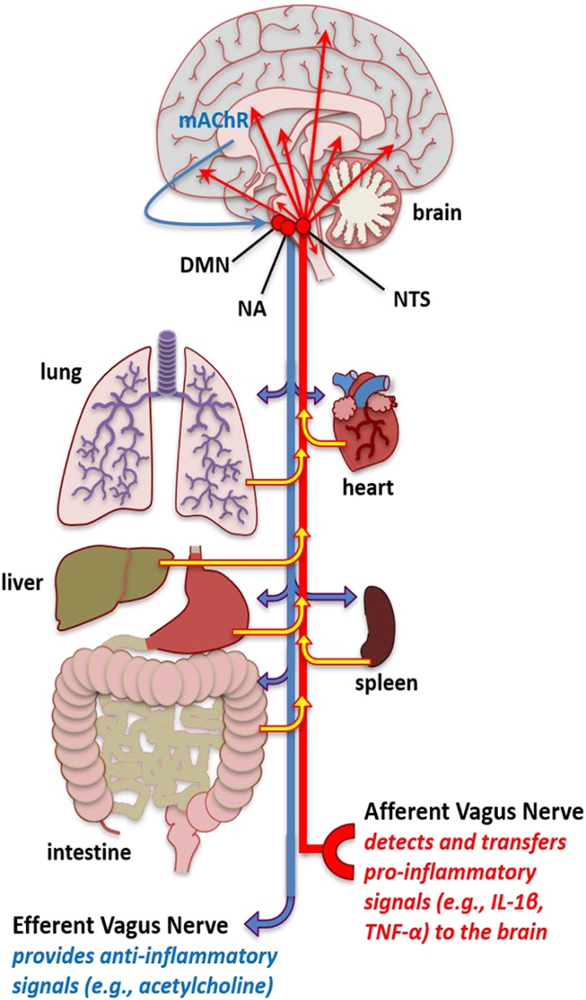 mAChR
brain
DMN
NTS
NA
lung
heart
liver
spleen
Afferent Vagus Nerve
detects and transfers
pro-inflammatory
signals (e.g., IL-1β,
TNF-α) to the brain
intestine
Efferent Vagus Nerve
provides anti-inflammatory
signals (e.g., acetylcholine)